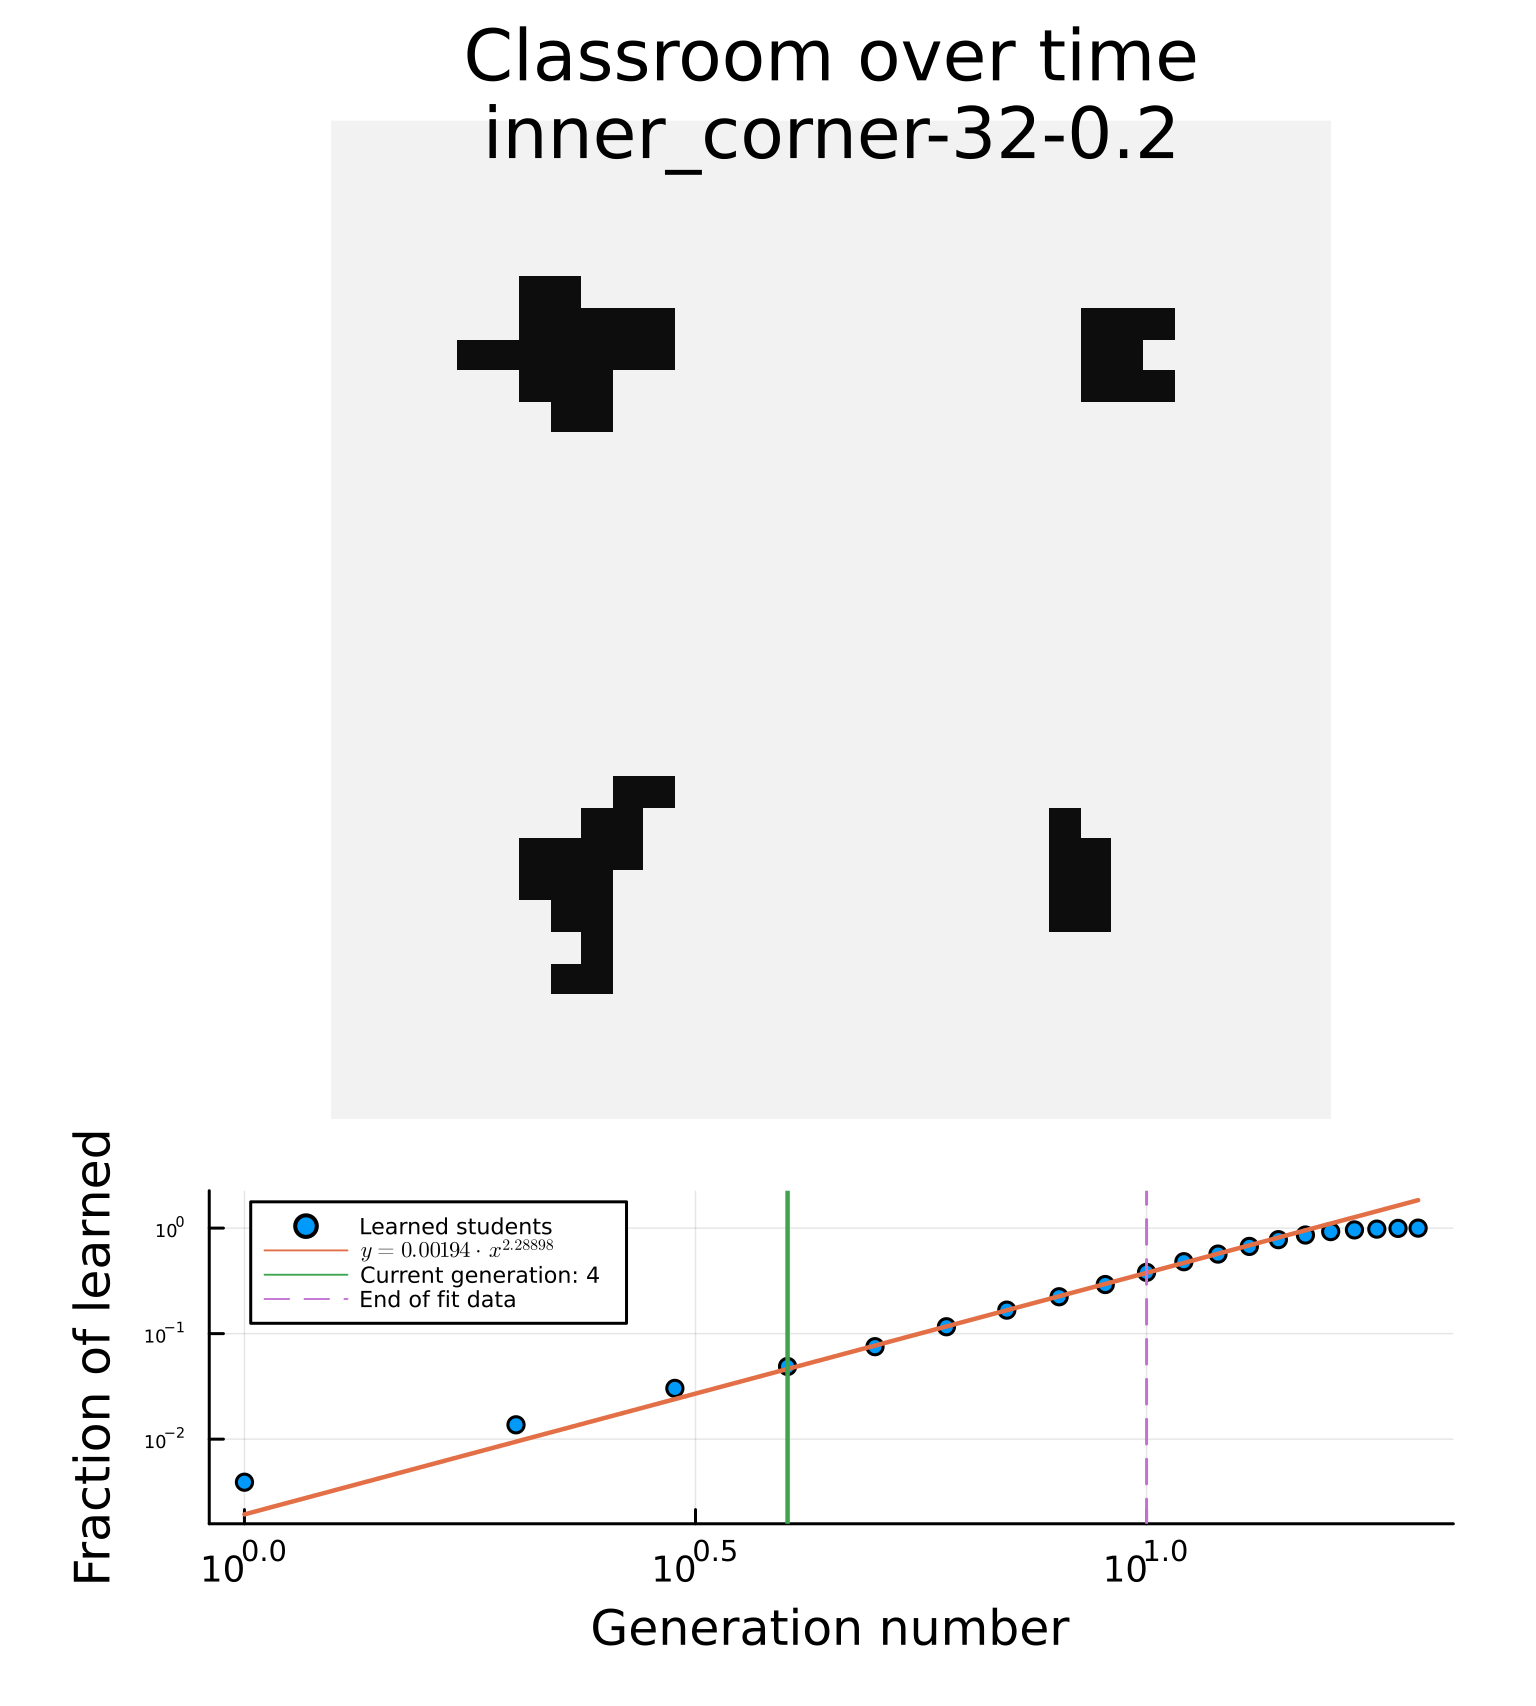 Classroom over time
inner_corner-32-0.2
Fraction of learned
10^0
10^-1
10^-2
Learned students
y = 0.00194 · x^2.28898
Current generation: 4
End of fit data
10^0.0
10^0.5
10^1.0
Generation number